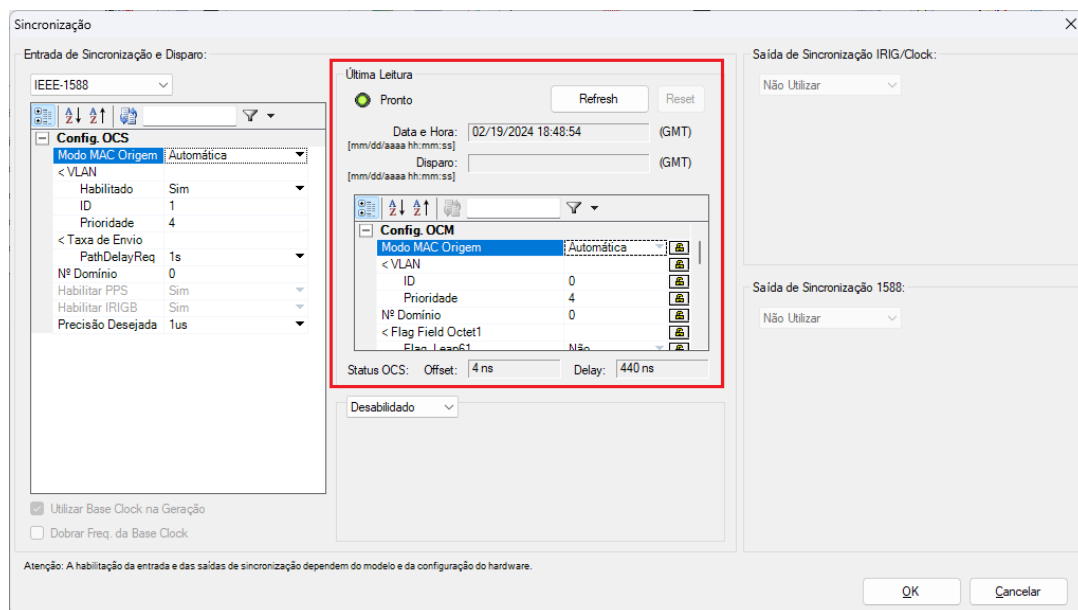 Sincronização
Entrada de Sincronização e Disparo:
IEEE-1588
Config. OCS
Modo MAC Origem Automática
< VLAN
Habilitado Sim
ID 1
Prioridade 4
< Taxa de Envio
PathDelayReq 1s
Nº Domínio 0
Habilitar PPS Sim
Habilitar IRIGB Sim
Precisão Desejada 1us
Utilizar Base Clock na Geração
Dobrar Freq. da Base Clock
Última Leitura
Pronto Refresh Reset
Data e Hora: 02/19/2024 18:48:54 (GMT)
[mm/dd/aaaa hh:mm:ss]
Disparo: (GMT)
[mm/dd/aaaa hh:mm:ss]
Config. OCM
Modo MAC Origem Automática
< VLAN
ID 0
Prioridade 4
Nº Domínio 0
< Flag Field Octet1
Flag Leap61 Não
Status OCS: Offset: 4 ns Delay: 440 ns
Desabilitado
Saída de Sincronização IRIG/Clock:
Não Utilizar
Saída de Sincronização 1588:
Não Utilizar
Atenção: A habilitação da entrada e das saídas de sincronização dependem do modelo e da configuração do hardware.
OK Cancelar